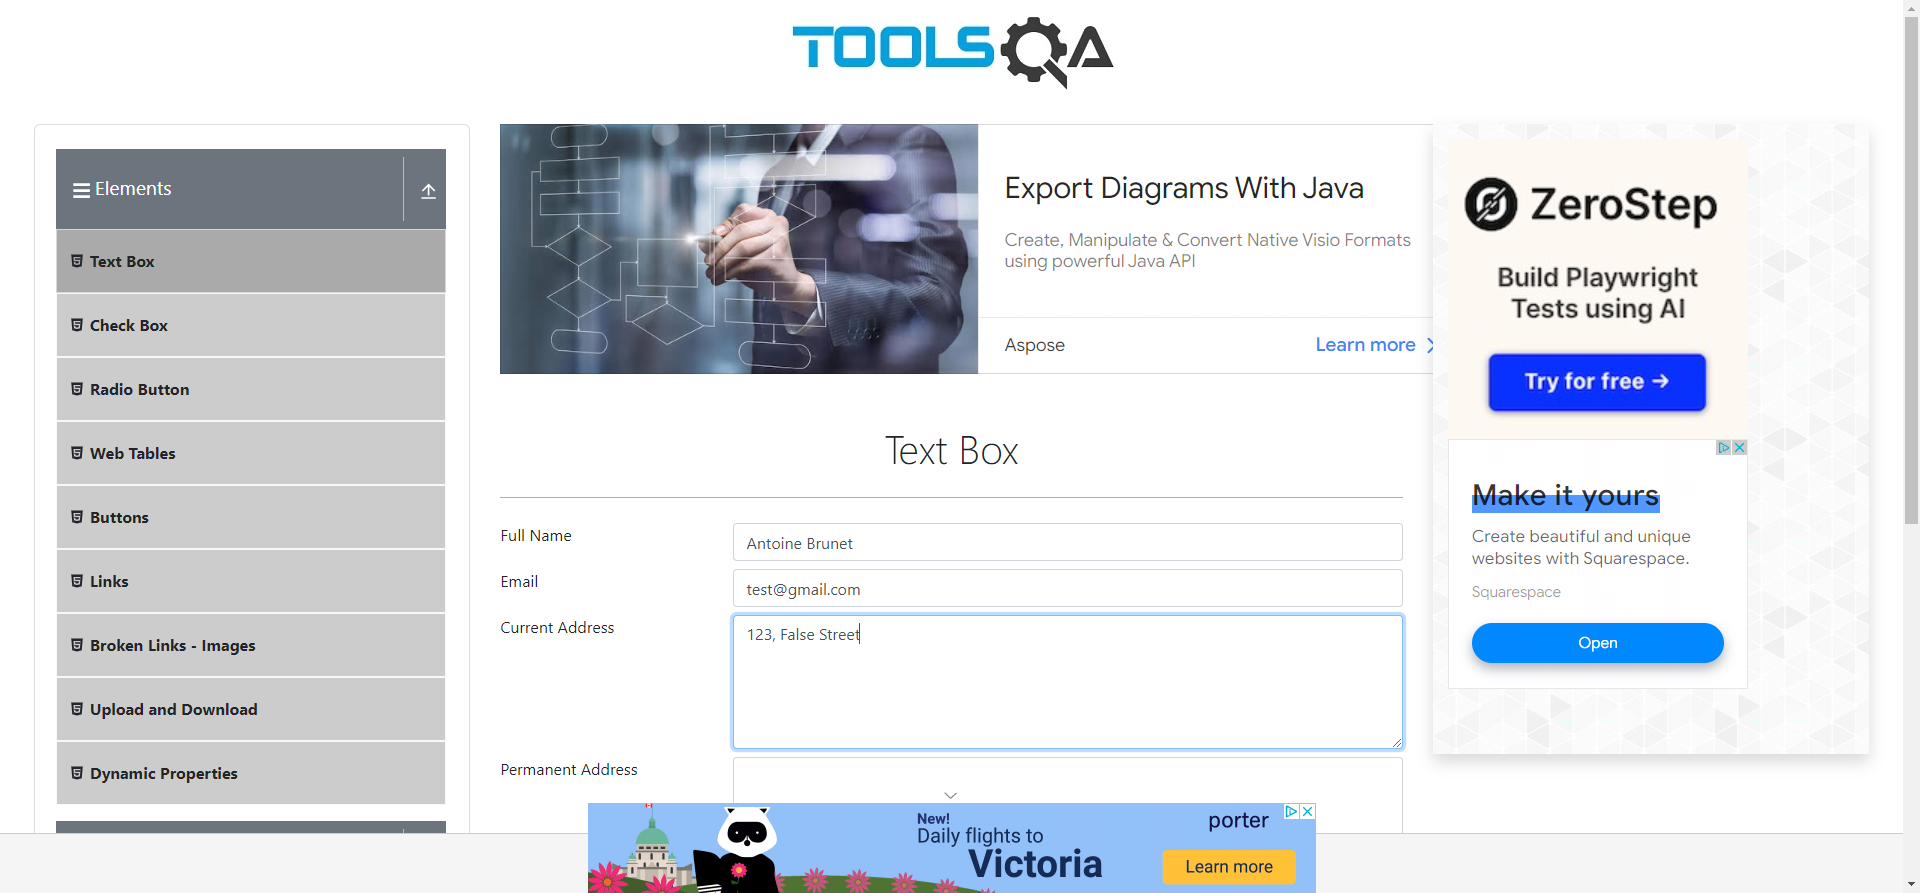 TOOLSQA
Elements
Text Box
Check Box
Radio Button
Web Tables
Buttons
Links
Broken Links - Images
Upload and Download
Dynamic Properties
Export Diagrams With Java
Create, Manipulate & Convert Native Visio Formats
using powerful Java API
Aspose
Learn more
Text Box
Full Name
Antoine Brunet
Email
test@gmail.com
Current Address
123, False Street
Permanent Address
ZeroStep
Build Playwright
Tests using AI
Try for free →
Make it yours
Create beautiful and unique
websites with Squarespace.
Squarespace
Open
New!
Daily flights to
Victoria
porter
Learn more